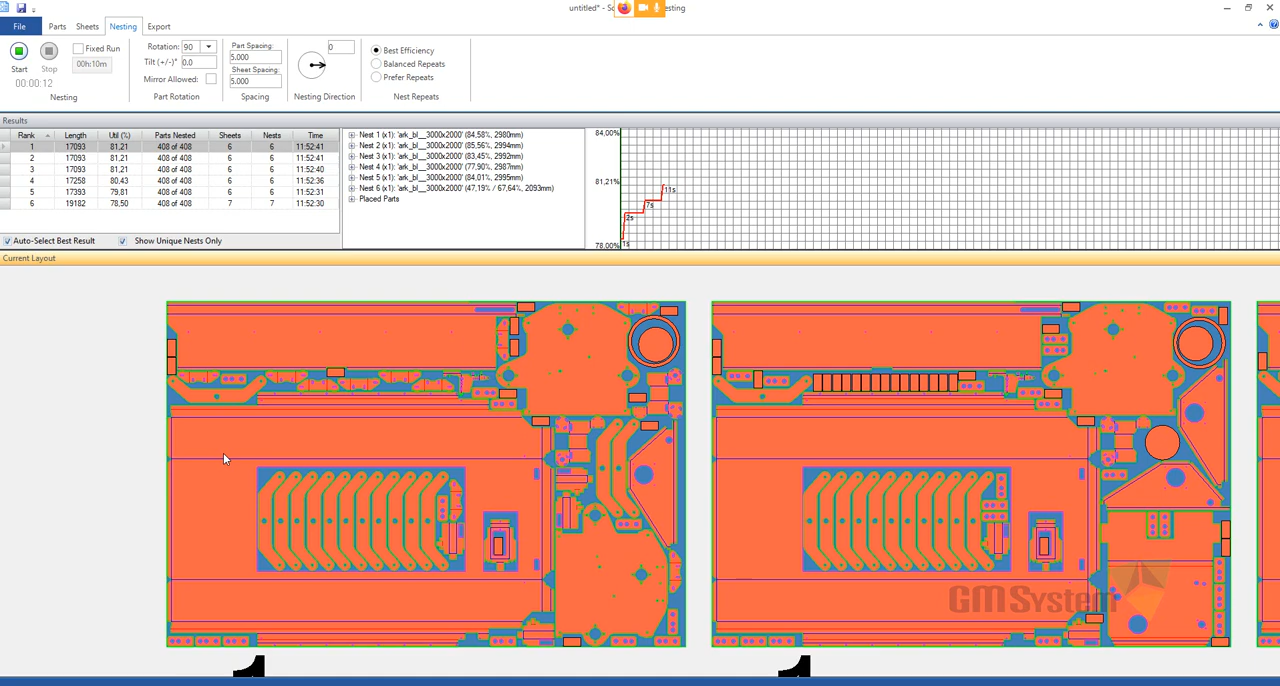 untitled* - Sc esting
File Parts Sheets Nesting Export
Start Stop Fixed Run 00h:10m
00:00:12
Nesting
Rotation: 90
Tilt (+/-)° 0.0
Mirror Allowed:
Part Rotation
Part Spacing:
5.000
Sheet Spacing:
5.000
Spacing
0
Nesting Direction
Best Efficiency
Balanced Repeats
Prefer Repeats
Nest Repeats
Results
Rank Length Util (%) Parts Nested Sheets Nests Time
1 17093 81,21 408 of 408 6 6 11:52:41
2 17093 81,21 408 of 408 6 6 11:52:41
3 17093 81,21 408 of 408 6 6 11:52:40
4 17258 80,43 408 of 408 6 6 11:52:36
5 17393 79,81 408 of 408 6 6 11:52:31
6 19182 78,50 408 of 408 7 7 11:52:30
Auto-Select Best Result Show Unique Nests Only
Nest 1 (x1): 'ark_bl__3000x2000' (84,58%, 2980mm)
Nest 2 (x1): 'ark_bl__3000x2000' (85,56%, 2994mm)
Nest 3 (x1): 'ark_bl__3000x2000' (83,45%, 2992mm)
Nest 4 (x1): 'ark_bl__3000x2000' (77,90%, 2987mm)
Nest 5 (x1): 'ark_bl__3000x2000' (84,01%, 2995mm)
Nest 6 (x1): 'ark_bl__3000x2000' (47,19% / 67,64%, 2093mm)
Placed Parts
84,00%
81,21%
78,00%
1s
2s
7s
11s
Current Layout
GM System